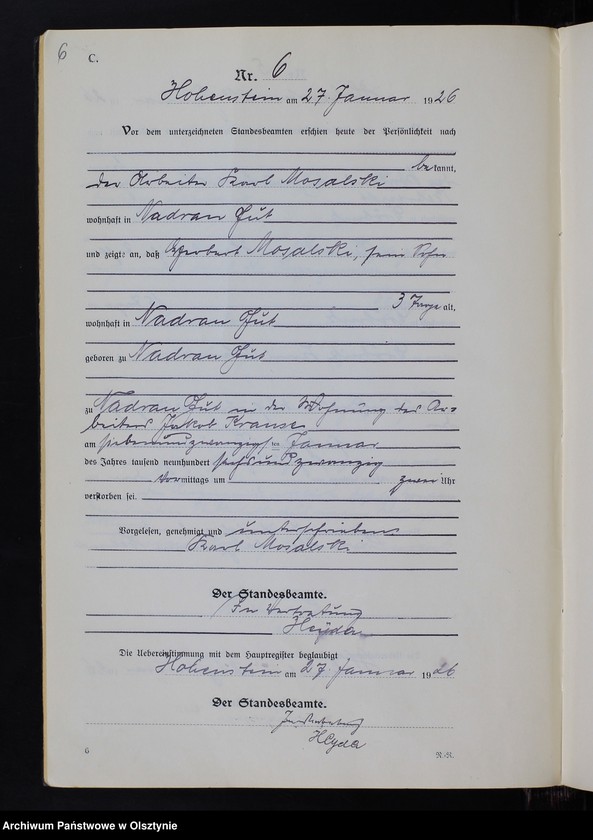 6
C.
Nr. 6
Hohenstein am 27. Januar 1926
Vor dem unterzeichneten Standesbeamten erschien heute der Persönlichkeit nach
bekannt,
der Arbeiter Karl Mosalski
wohnhaft in Nadrau Gut
und zeigte an, daß Herbert Mosalski, sein Sohn
3 Jahre alt,
wohnhaft in Nadrau Gut
geboren zu Nadrau Gut
zu Nadrau Gut in der Wohnung des Ar=
beiters Jakob Krause
am siebenundzwanzigsten Januar
des Jahres tausend neunhundert sechsundzwanzig
Vormittags um zwei Uhr
verstorben sei.
Vorgelesen, genehmigt und unterschrieben
Karl Mosalski
Der Standesbeamte.
In Vertretung
Heyda
Die Uebereinstimmung mit dem Hauptregister beglaubigt
Hohenstein am 27. Januar 1926
Der Standesbeamte.
In Vertretung
Heyda
6
N.N.
Archiwum Państwowe w Olsztynie